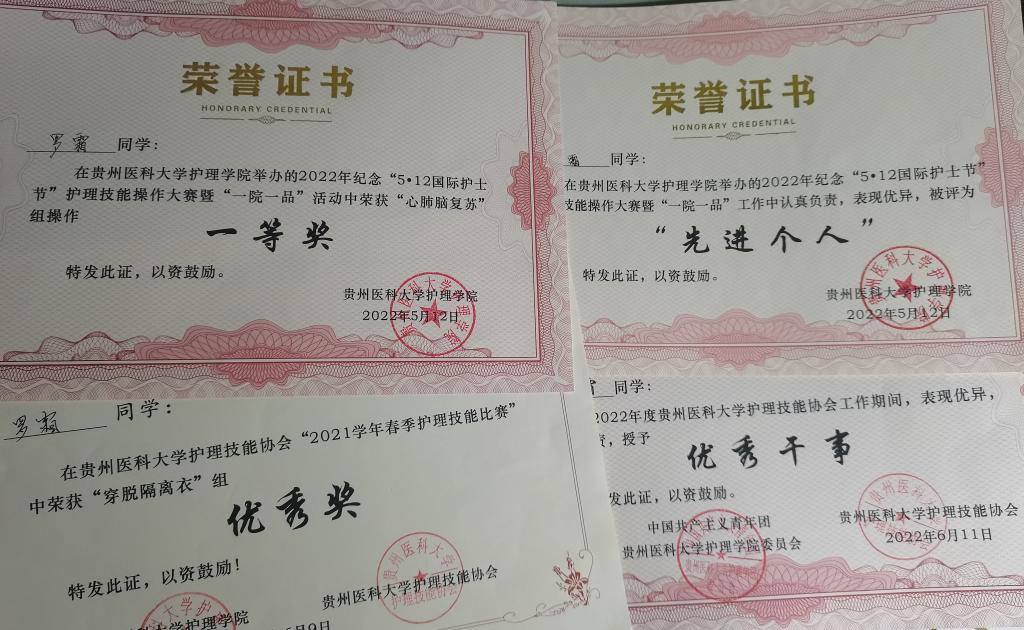 荣誉证书
HONORARY CREDENTIAL
罗霜 同学：
在贵州医科大学护理学院举办的2022年纪念“5•12国际护士
节”护理技能操作大赛暨“一院一品”活动中荣获“心肺脑复苏”
组操作
一等奖
特发此证，以资鼓励。
贵州医科大学护理学院
2022年5月12日
荣誉证书
HONORARY CREDENTIAL
霜 同学：
在贵州医科大学护理学院举办的2022年纪念“5•12国际护士节”
技能操作大赛暨“一院一品”工作中认真负责，表现优异，被评为
“先进个人”
特发此证，以资鼓励。
贵州医科大学护理学院
2022年5月12日
罗霜 同学：
在贵州医科大学护理技能协会“2021学年春季护理技能比赛”
中荣获“穿脱隔离衣”组
优秀奖
特发此证，以资鼓励！
贵州医科大学护理技能协会
大学护理学院
月9日
同学：
2022年度贵州医科大学护理技能协会工作期间，表现优异，
责，授予
优秀干事
发此证，以资鼓励。
中国共产主义青年团
贵州医科大学护理学院委员会
贵州医科大学护理技能协会
2022年6月11日